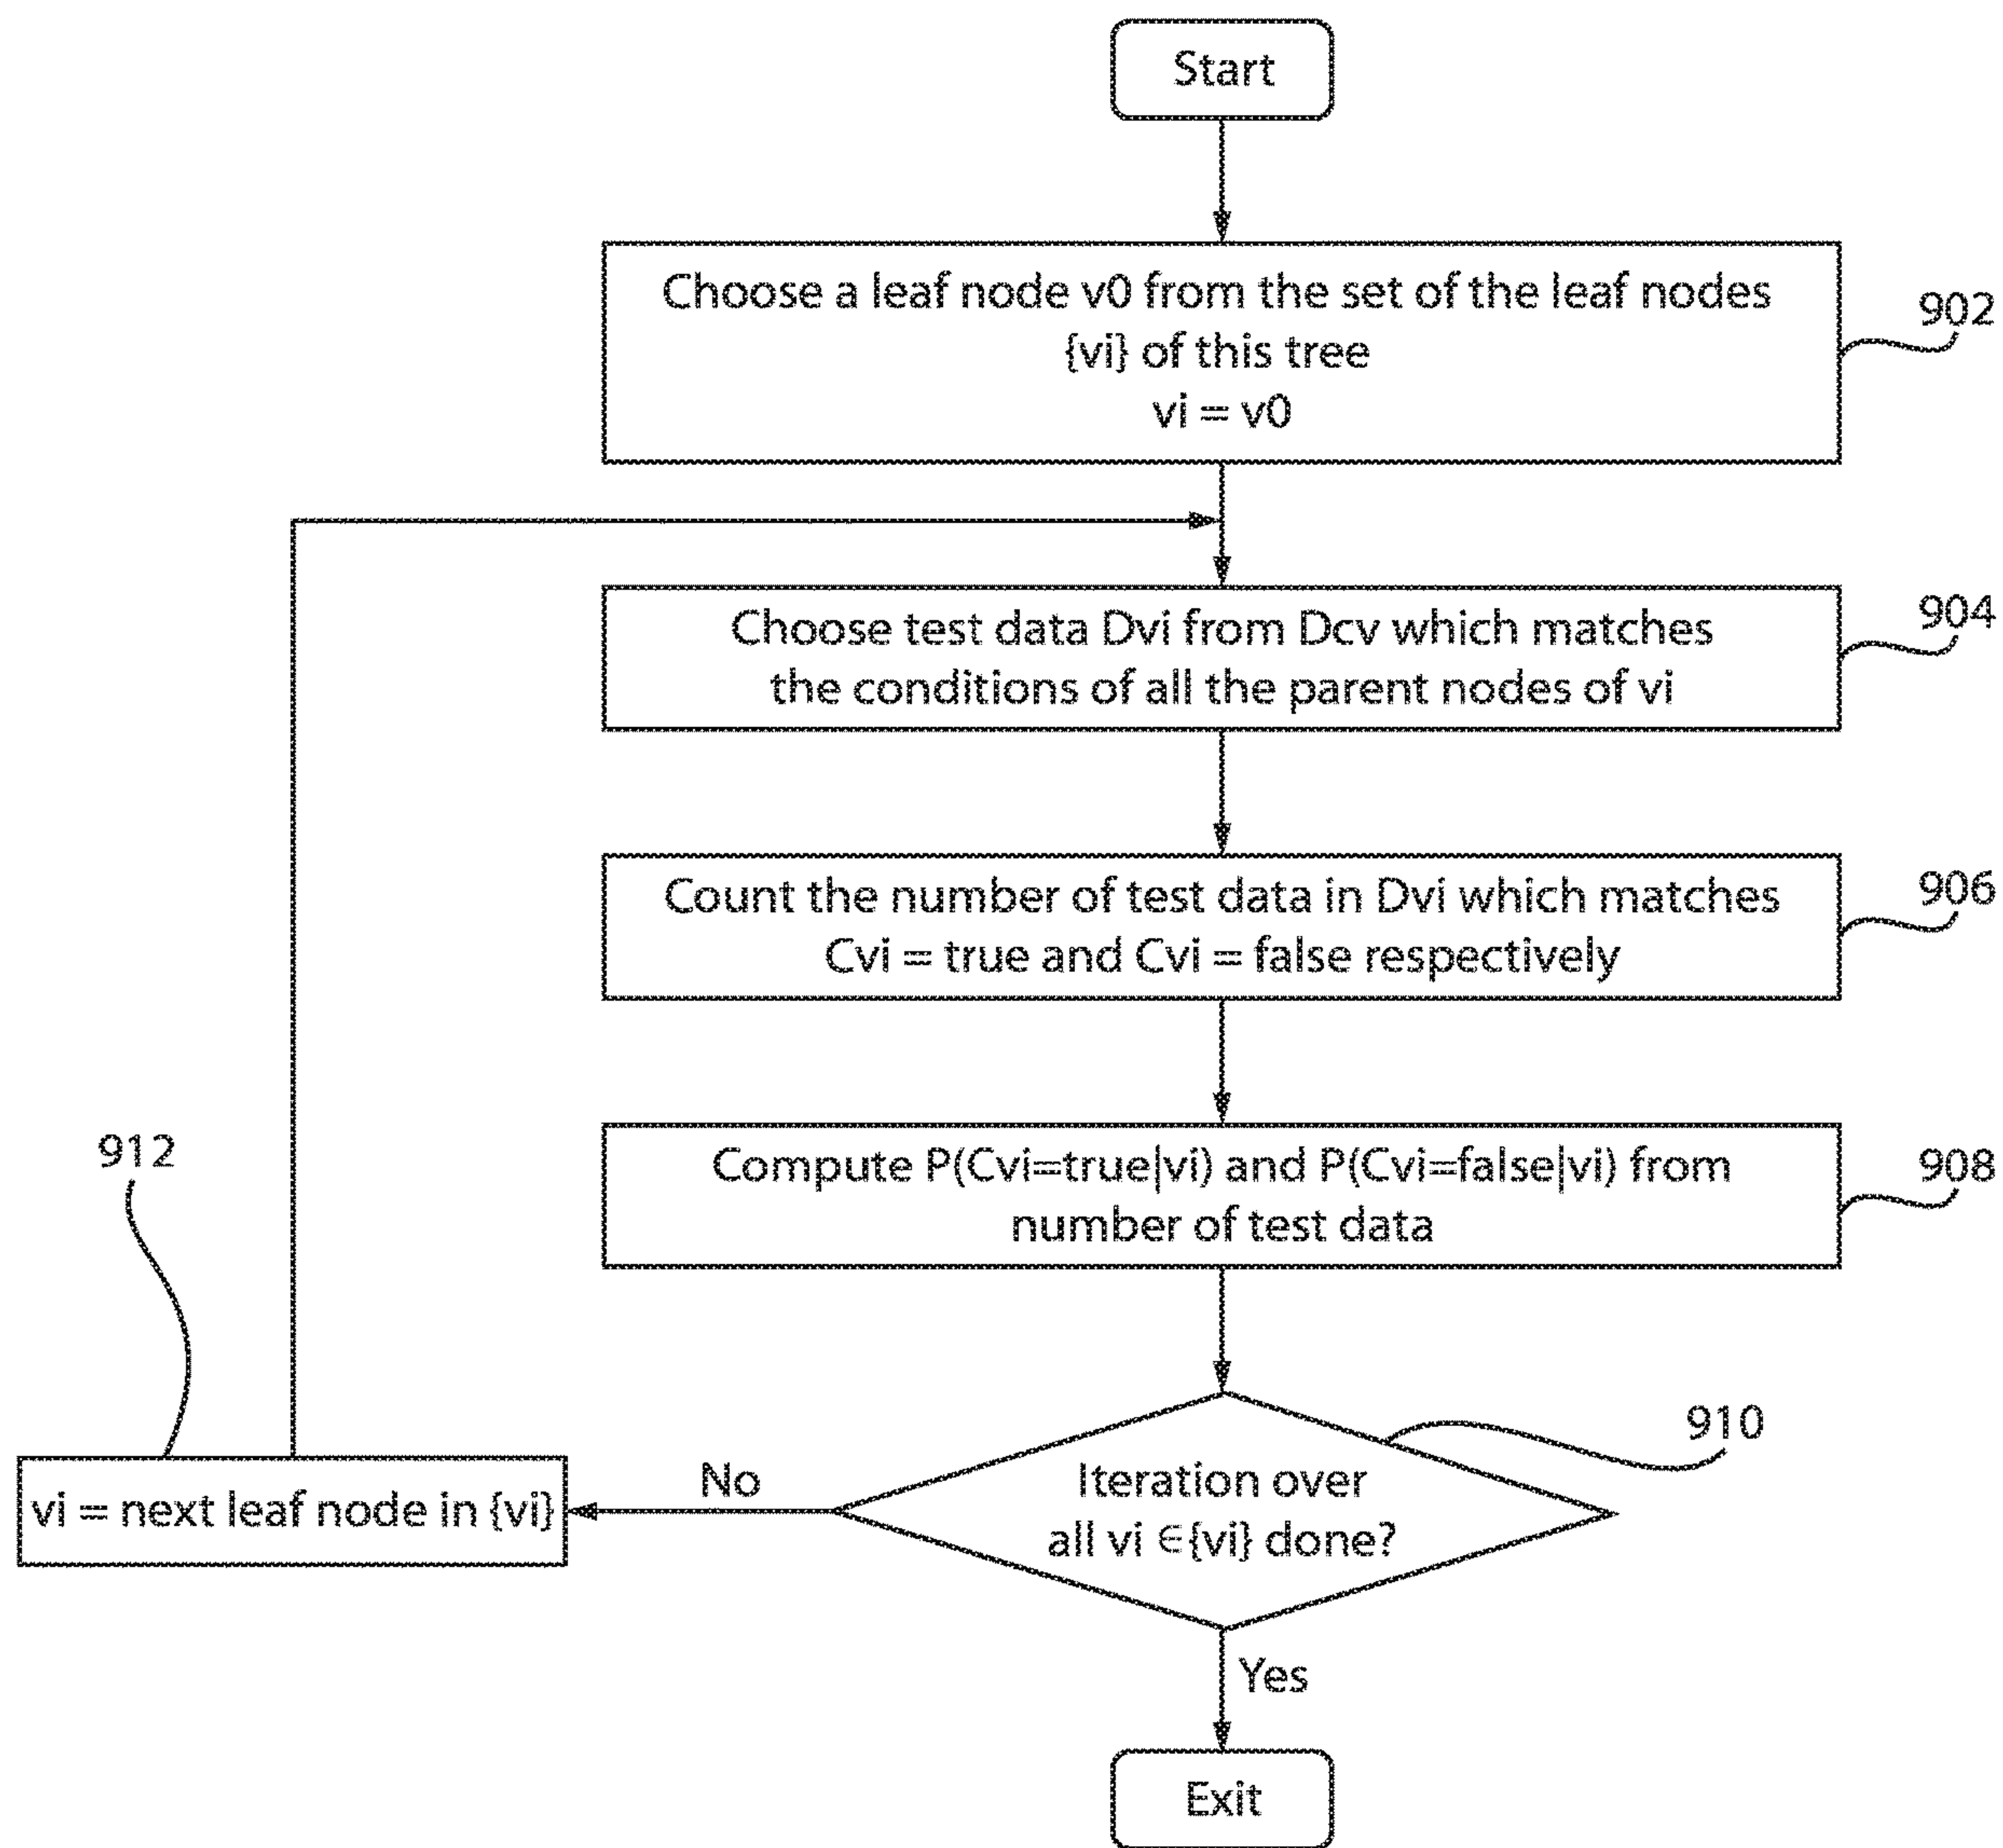 Start
Choose a leaf node v0 from the set of the leaf nodes
{vi} of this tree
vi = v0
902
Choose test data Dvi from Dcv which matches
the conditions of all the parent nodes of vi
904
Count the number of test data in Dvi which matches
Cvi = true and Cvi = false respectively
906
Compute P(Cvi=true|vi) and P(Cvi=false|vi) from
number of test data
908
912
910
Iteration over
all vi ∈{vi} done?
No
vi = next leaf node in {vi}
Yes
Exit